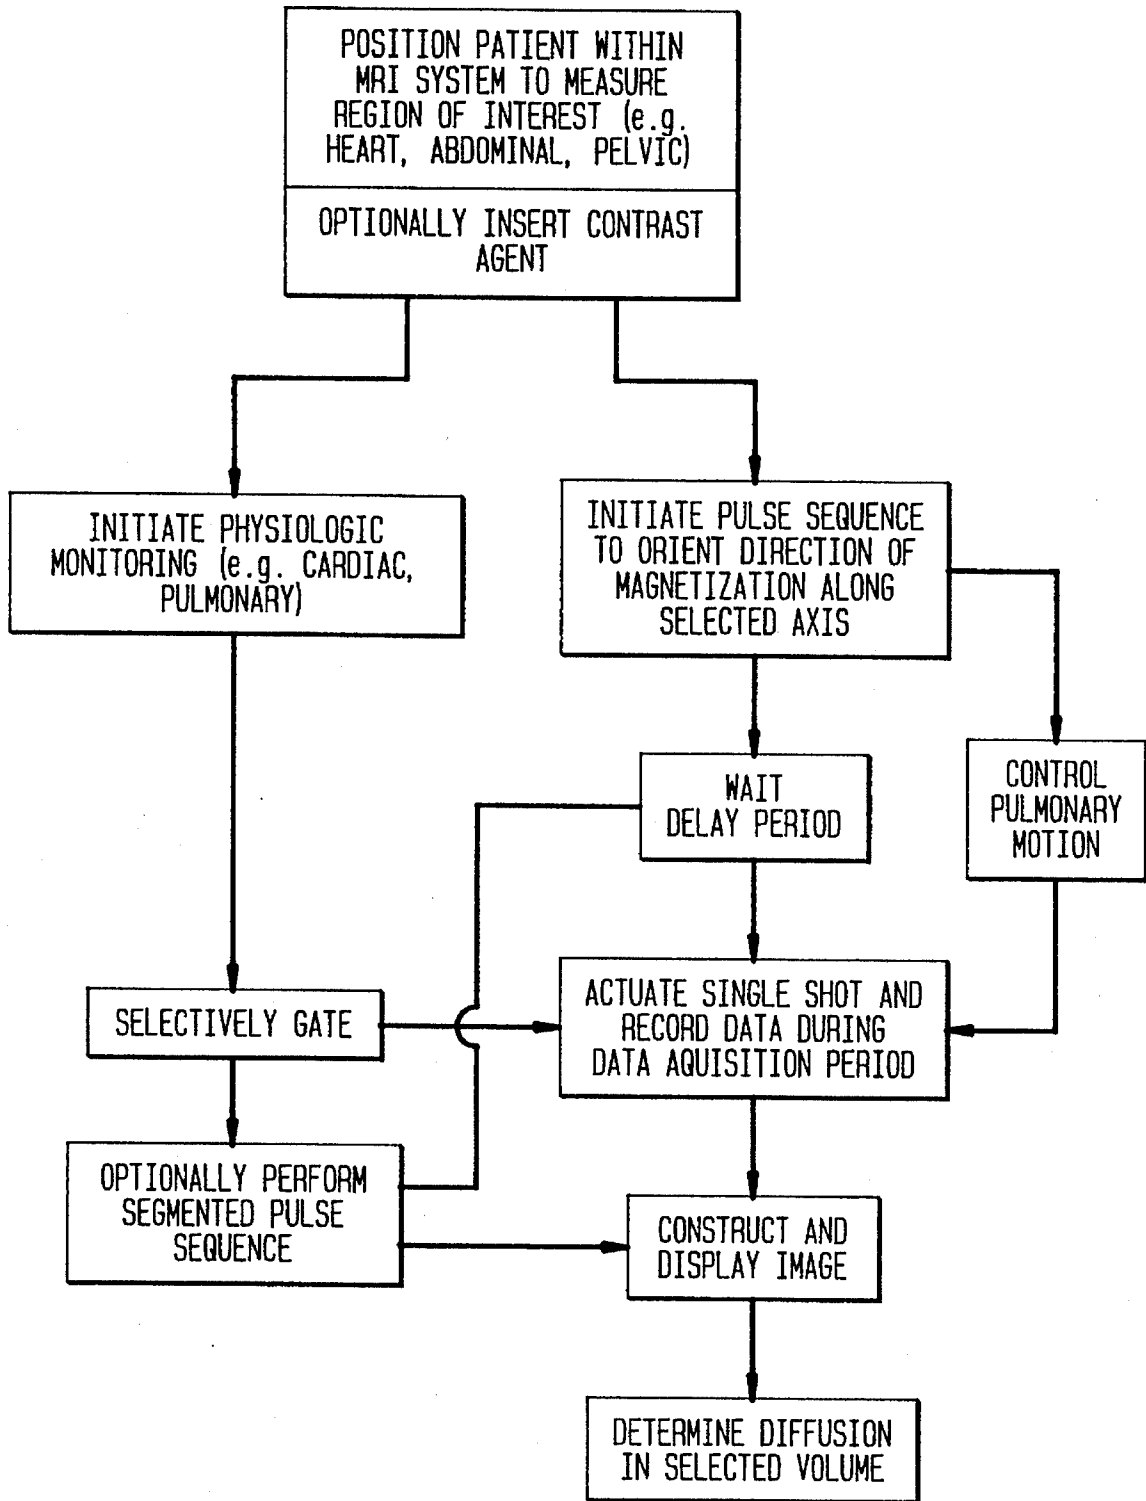 POSITION PATIENT WITHIN
MRI SYSTEM TO MEASURE
REGION OF INTEREST (e.g.
HEART, ABDOMINAL, PELVIC)
OPTIONALLY INSERT CONTRAST
AGENT
INITIATE PHYSIOLOGIC
MONITORING (e.g. CARDIAC,
PULMONARY)
INITIATE PULSE SEQUENCE
TO ORIENT DIRECTION OF
MAGNETIZATION ALONG
SELECTED AXIS
WAIT
DELAY PERIOD
CONTROL
PULMONARY
MOTION
SELECTIVELY GATE
ACTUATE SINGLE SHOT AND
RECORD DATA DURING
DATA AQUISITION PERIOD
OPTIONALLY PERFORM
SEGMENTED PULSE
SEQUENCE
CONSTRUCT AND
DISPLAY IMAGE
DETERMINE DIFFUSION
IN SELECTED VOLUME